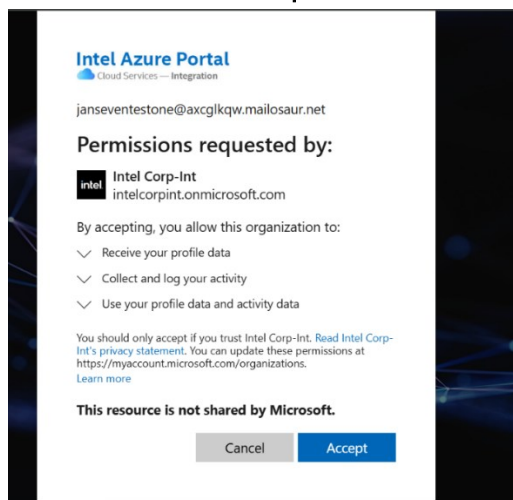 Intel Azure Portal
Cloud Services — Integration
janseventestone@axcglkqw.mailosaur.net
Permissions requested by:
intel
Intel Corp-Int
intelcorpint.onmicrosoft.com
By accepting, you allow this organization to:
Receive your profile data
Collect and log your activity
Use your profile data and activity data
You should only accept if you trust Intel Corp-Int. Read Intel Corp-
Int's privacy statement. You can update these permissions at
https://myaccount.microsoft.com/organizations.
Learn more
This resource is not shared by Microsoft.
Cancel
Accept